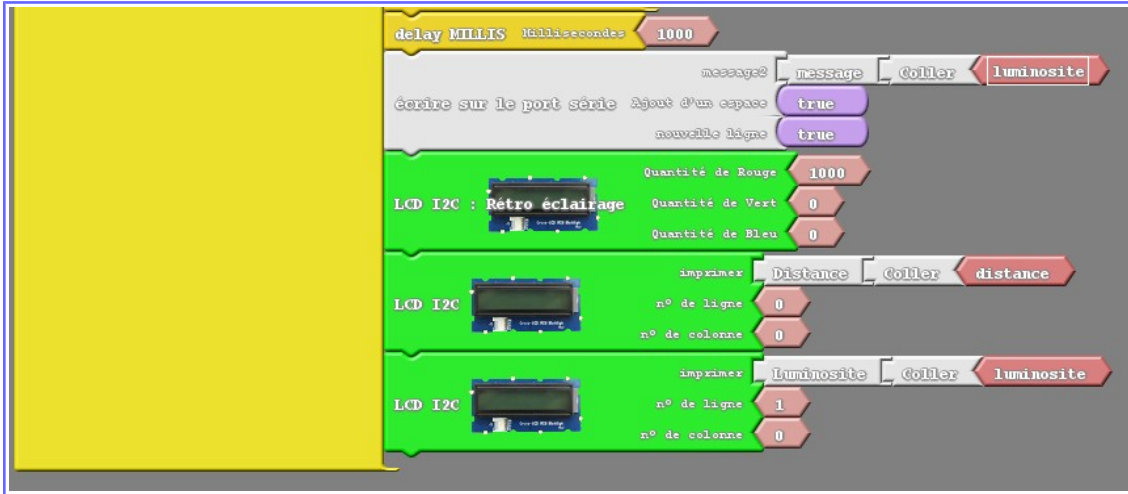 delay MILLIS Millisecondes 1000
message2 message Coller luminosite
écrire sur le port série Ajout d'un espace true
nouvelle ligne true
Quantité de Rouge 1000
LCD I2C : Rétro éclairage Quantité de Vert 0
Quantité de Bleu 0
imprimer Distance Coller distance
LCD I2C n° de ligne 0
n° de colonne 0
imprimer Luminosite Coller luminosite
LCD I2C n° de ligne 1
n° de colonne 0